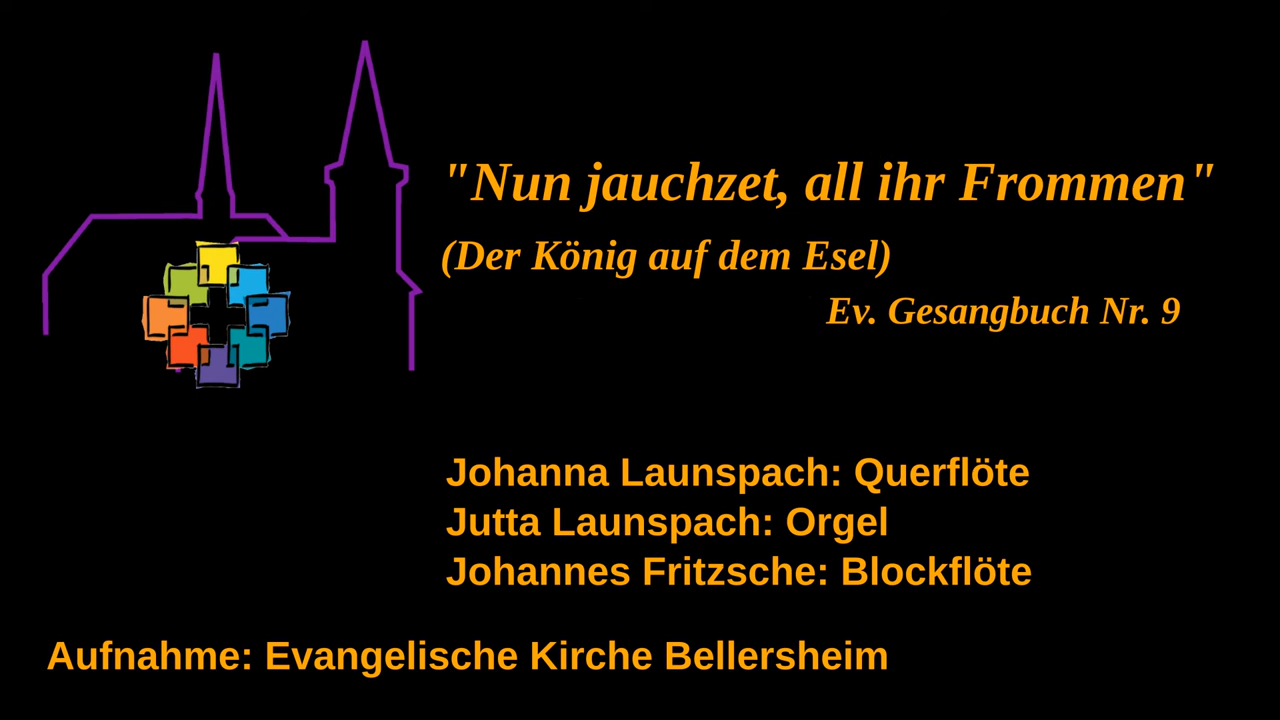 "Nun jauchzet, all ihr Frommen"
(Der König auf dem Esel)
Ev. Gesangbuch Nr. 9
Johanna Launspach: Querflöte
Jutta Launspach: Orgel
Johannes Fritzsche: Blockflöte
Aufnahme: Evangelische Kirche Bellersheim